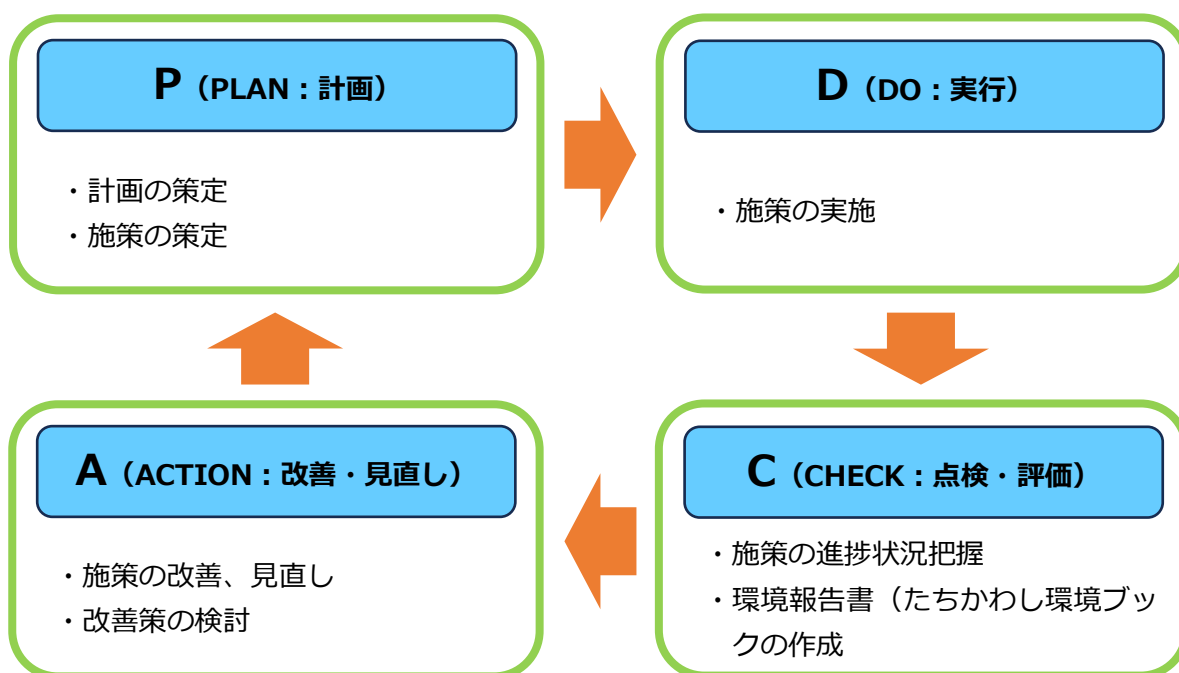 P（PLAN：計画）
・計画の策定
・施策の策定
D（DO：実行）
・施策の実施
A（ACTION：改善・見直し）
・施策の改善、見直し
・改善策の検討
C（CHECK：点検・評価）
・施策の進捗状況把握
・環境報告書（たちかわし環境ブッ
クの作成